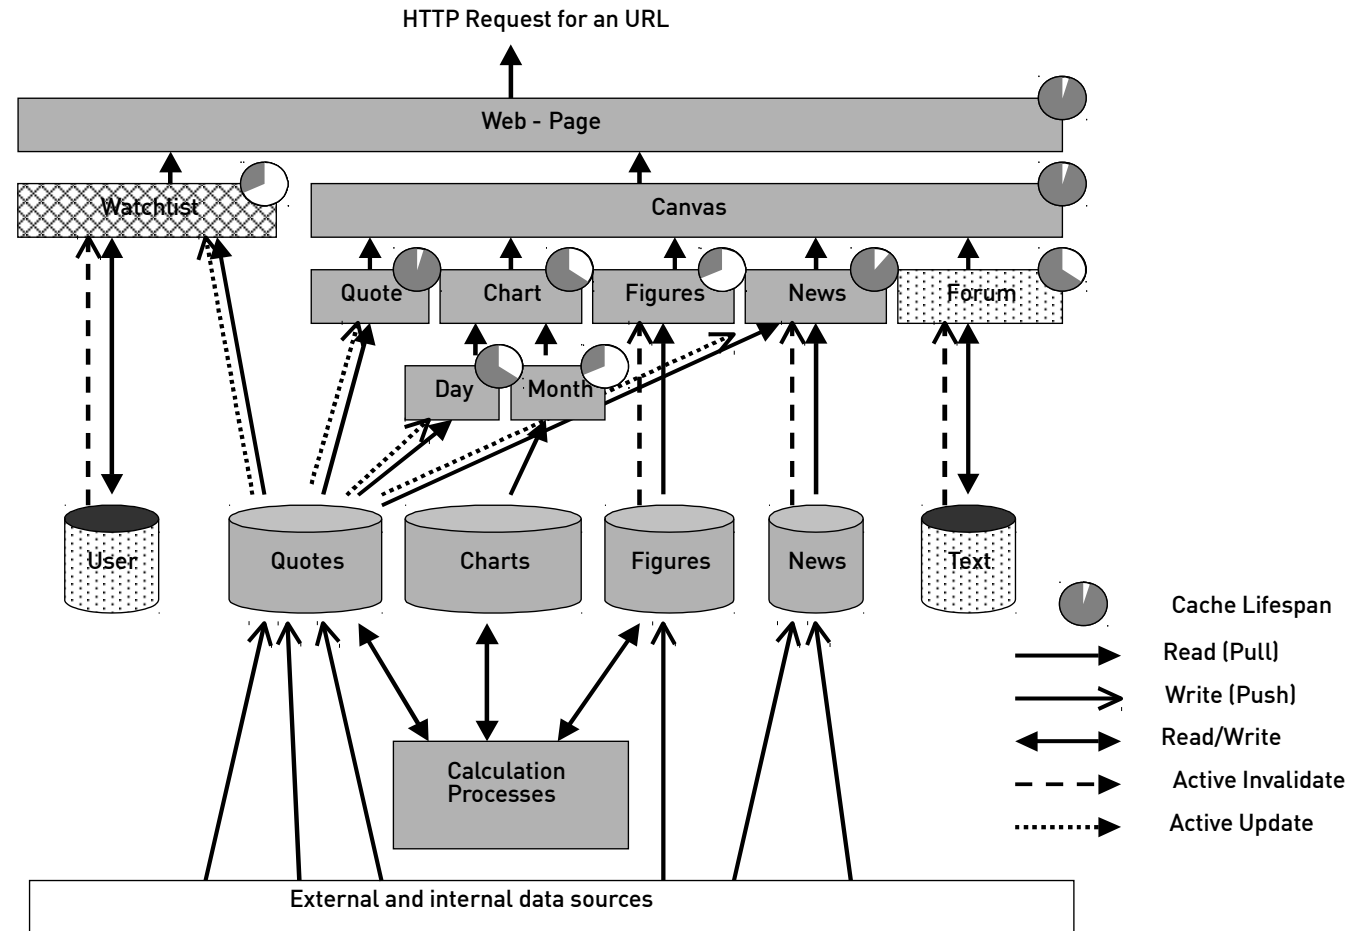 HTTP Request for an URL
Web - Page
Watchlist
Canvas
Quote
Chart
Figures
News
Forum
Day
Month
User
Quotes
Charts
Figures
News
Text
Cache Lifespan
Read (Pull)
Write (Push)
Read/Write
Active Invalidate
Active Update
Calculation
Processes
External and internal data sources